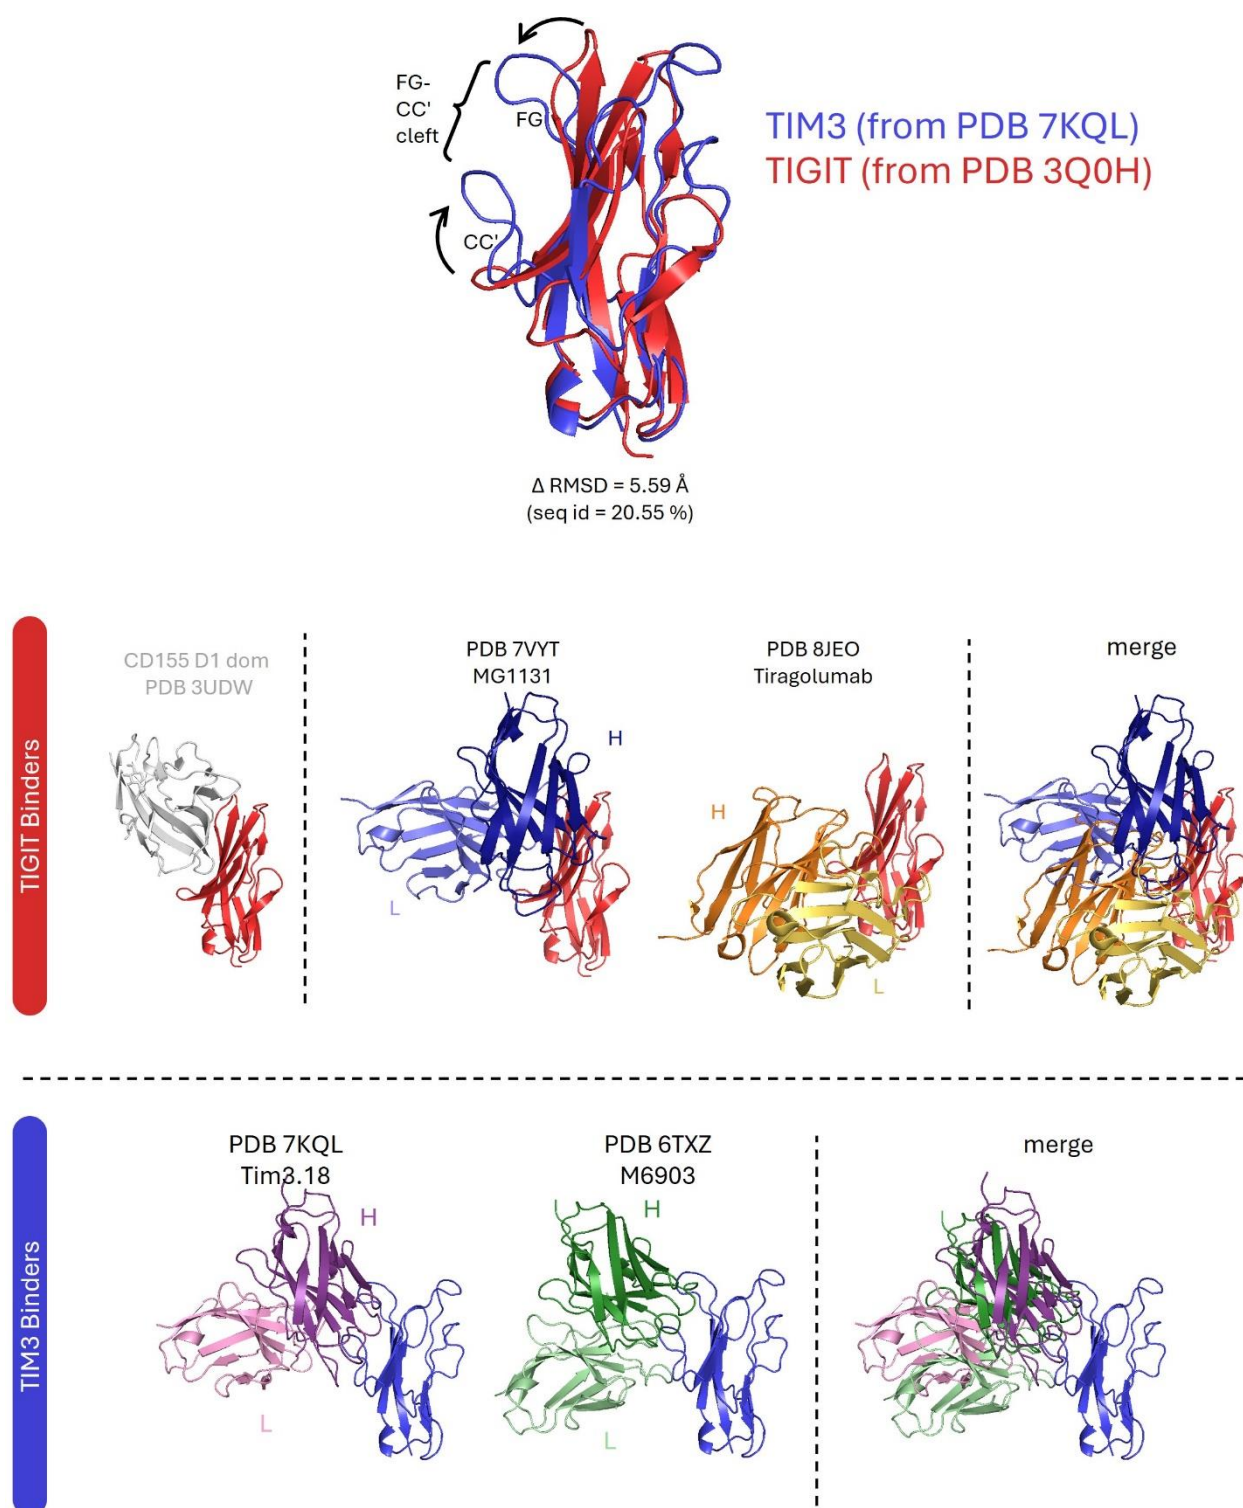 FG-
CC'
cleft
FG
CC'
TIM3 (from PDB 7KQL)
TIGIT (from PDB 3Q0H)
Δ RMSD = 5.59 Å
(seq id = 20.55 %)
TIGIT Binders
CD155 D1 dom
PDB 3UDW
PDB 7VYT
MG1131
H
L
PDB 8JEO
Tiragolumab
H
L
merge
TIM3 Binders
PDB 7KQL
Tim3.18
H
L
PDB 6TXZ
M6903
H
L
merge